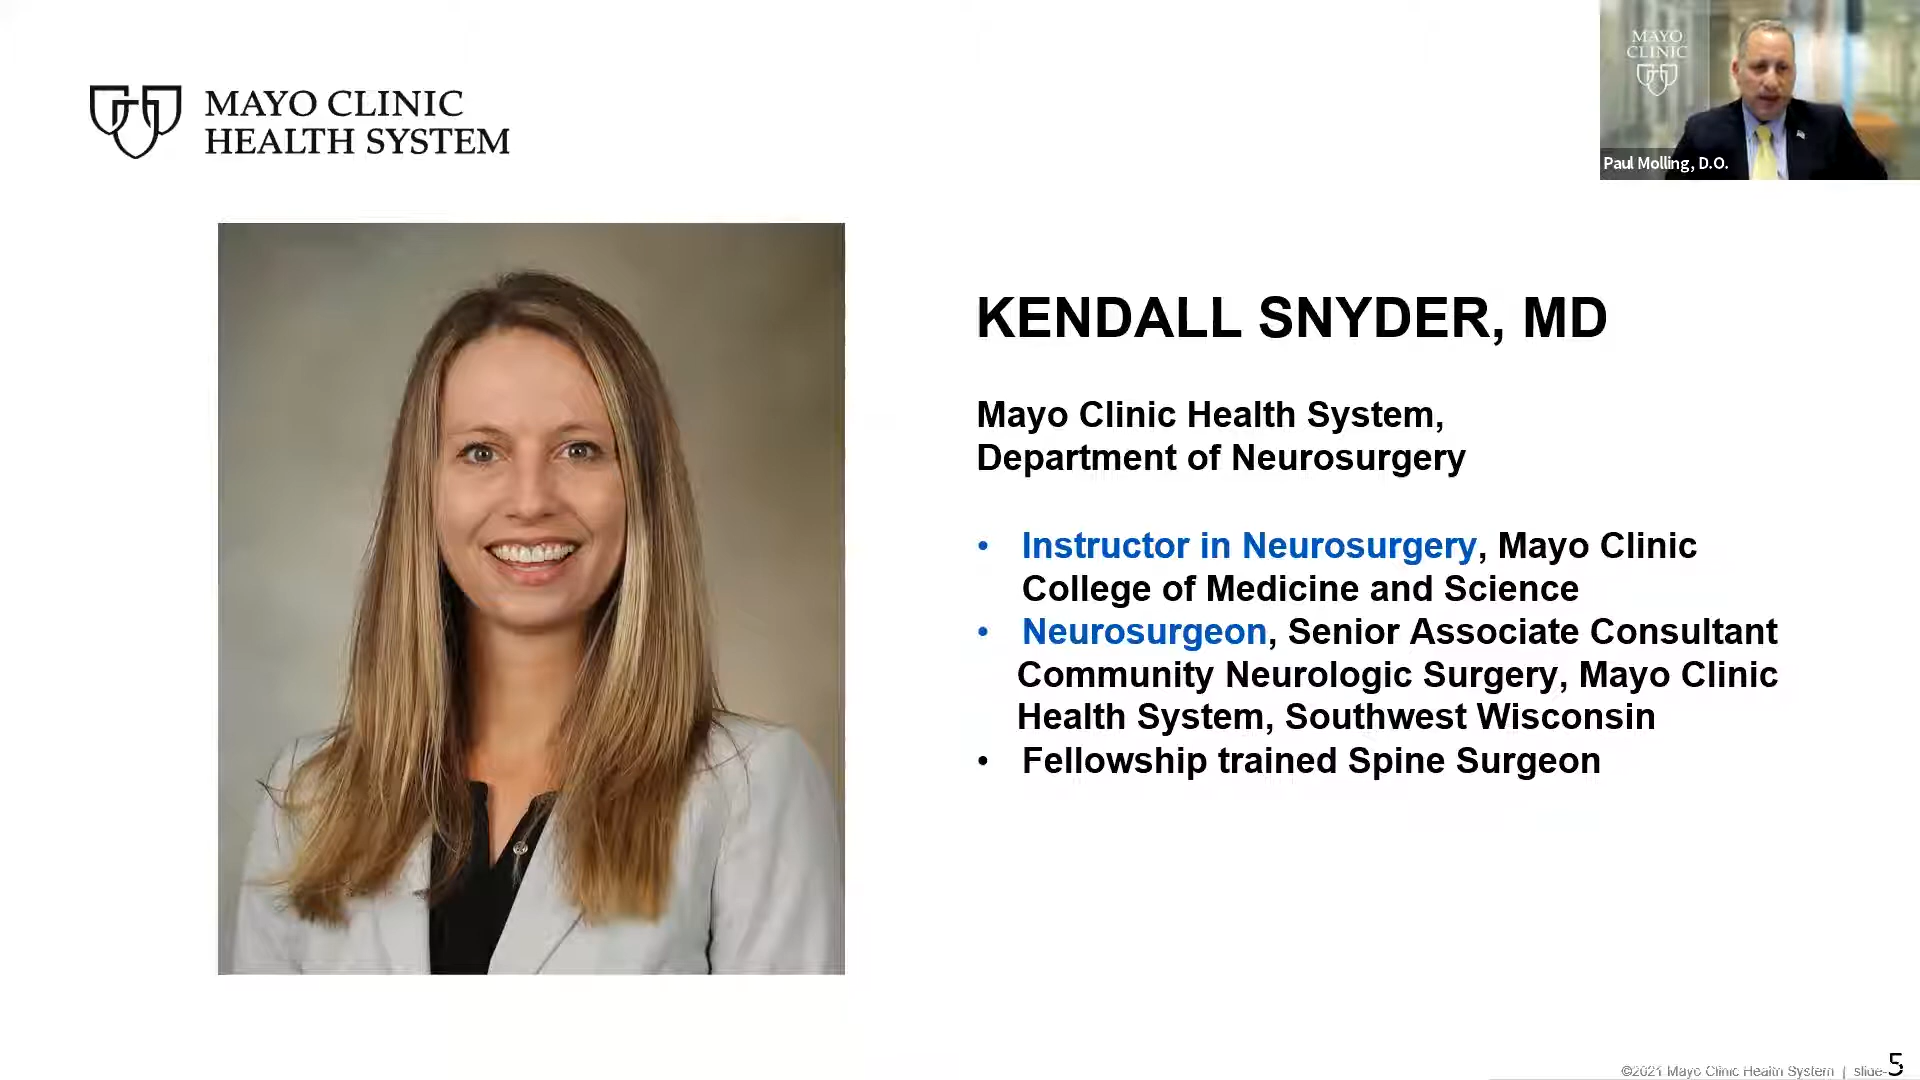 MAYO CLINIC
HEALTH SYSTEM
MAYO
CLINIC
Paul Molling, D.O.
KENDALL SNYDER, MD
Mayo Clinic Health System,
Department of Neurosurgery
• Instructor in Neurosurgery, Mayo Clinic
College of Medicine and Science
• Neurosurgeon, Senior Associate Consultant
Community Neurologic Surgery, Mayo Clinic
Health System, Southwest Wisconsin
• Fellowship trained Spine Surgeon
©2021 Mayo Clinic Health System | slide-5